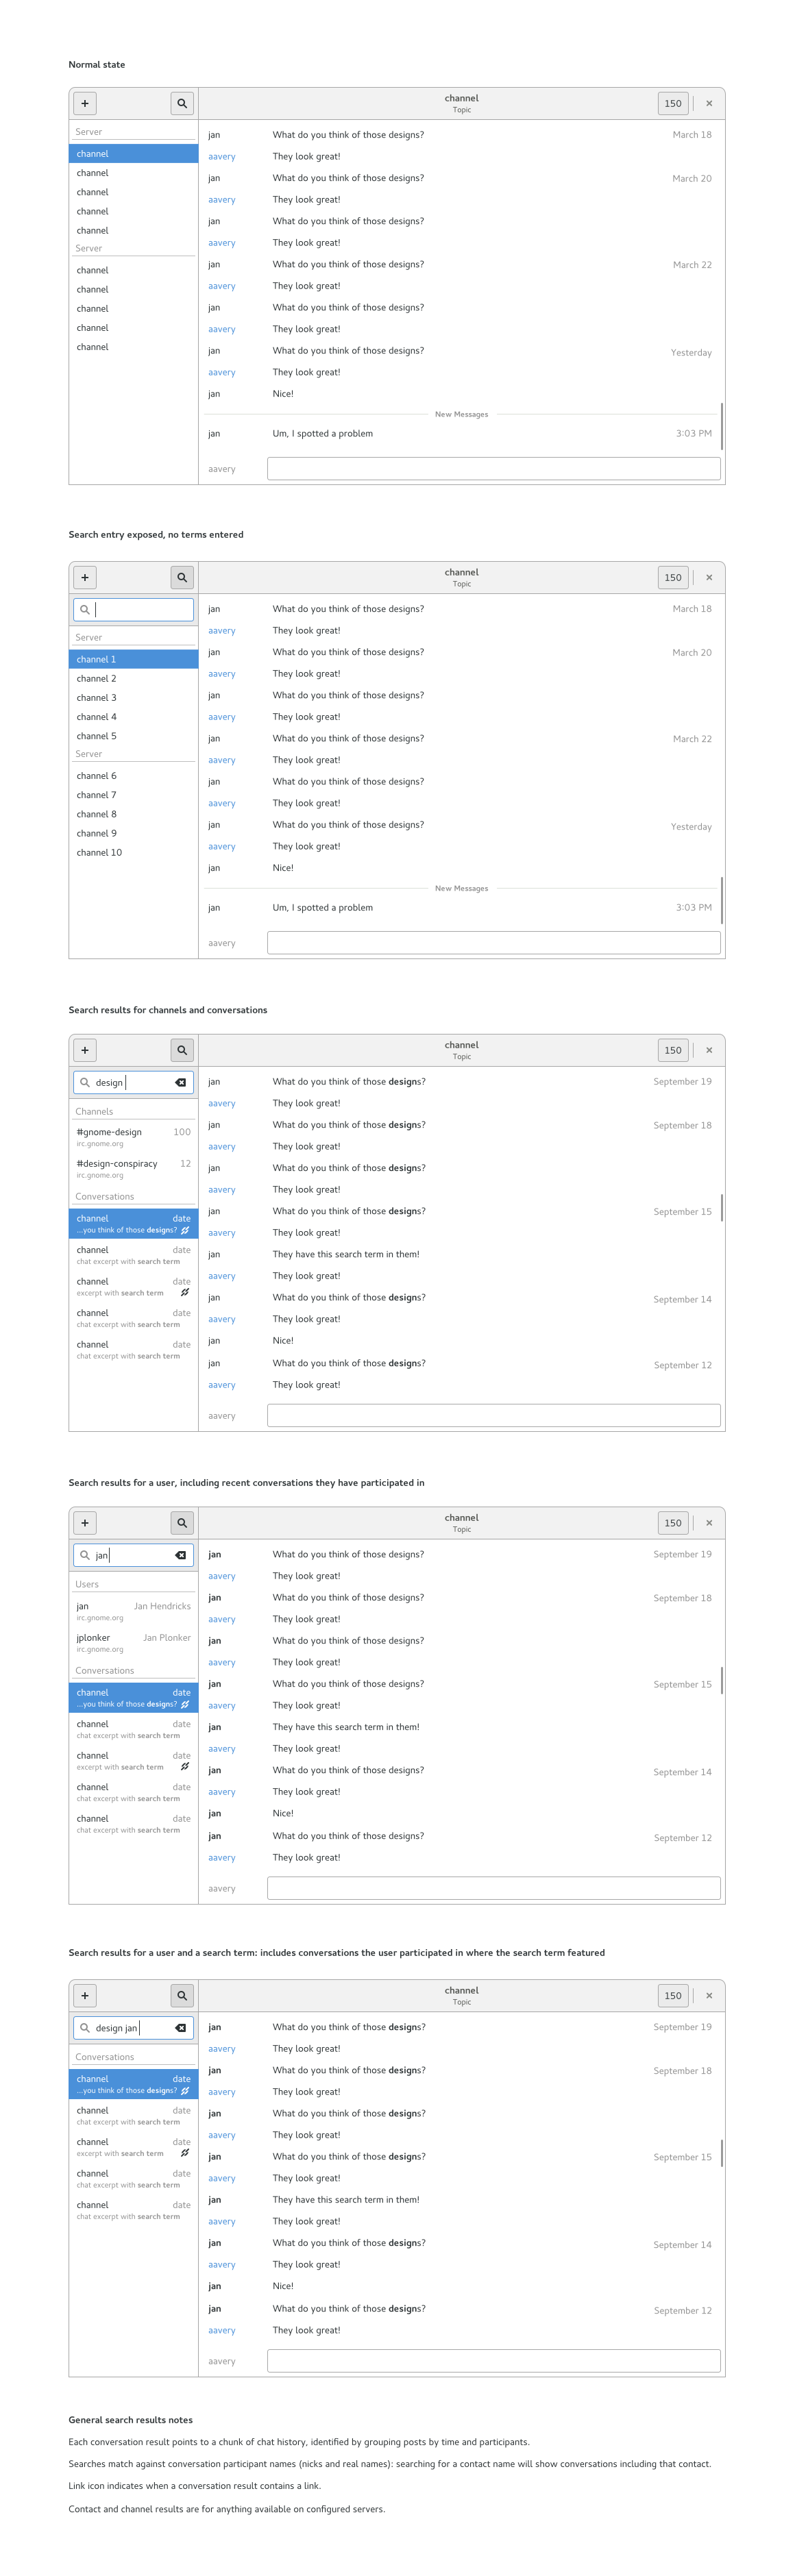 Normal state
channel
Topic
150
Server
channel
channel
channel
channel
channel
Server
channel
channel
channel
channel
channel
jan What do you think of those designs? March 18
aavery They look great!
jan What do you think of those designs? March 20
aavery They look great!
jan What do you think of those designs?
aavery They look great!
jan What do you think of those designs? March 22
aavery They look great!
jan What do you think of those designs?
aavery They look great!
jan What do you think of those designs? Yesterday
aavery They look great!
jan Nice!
New Messages
jan Um, I spotted a problem 3:03 PM
aavery
Search entry exposed, no terms entered
channel
Topic
150
Server
channel 1
channel 2
channel 3
channel 4
channel 5
Server
channel 6
channel 7
channel 8
channel 9
channel 10
jan What do you think of those designs? March 18
aavery They look great!
jan What do you think of those designs? March 20
aavery They look great!
jan What do you think of those designs?
aavery They look great!
jan What do you think of those designs? March 22
aavery They look great!
jan What do you think of those designs?
aavery They look great!
jan What do you think of those designs? Yesterday
aavery They look great!
jan Nice!
New Messages
jan Um, I spotted a problem 3:03 PM
aavery
Search results for channels and conversations
channel
Topic
150
design
Channels
#gnome-design 100
irc.gnome.org
#design-conspiracy 12
irc.gnome.org
Conversations
channel date
...you think of those designs?
channel date
chat excerpt with search term
channel date
excerpt with search term
channel date
chat excerpt with search term
channel date
chat excerpt with search term
jan What do you think of those designs? September 19
aavery They look great!
jan What do you think of those designs? September 18
aavery They look great!
jan What do you think of those designs?
aavery They look great!
jan What do you think of those designs? September 15
aavery They look great!
jan They have this search term in them!
aavery They look great!
jan What do you think of those designs? September 14
aavery They look great!
jan Nice!
jan What do you think of those designs? September 12
aavery They look great!
aavery
Search results for a user, including recent conversations they have participated in
channel
Topic
150
jan
Users
jan Jan Hendricks
irc.gnome.org
jplonker Jan Plonker
irc.gnome.org
Conversations
channel date
...you think of those designs?
channel date
chat excerpt with search term
channel date
excerpt with search term
channel date
chat excerpt with search term
channel date
chat excerpt with search term
jan What do you think of those designs? September 19
aavery They look great!
jan What do you think of those designs? September 18
aavery They look great!
jan What do you think of those designs?
aavery They look great!
jan What do you think of those designs? September 15
aavery They look great!
jan They have this search term in them!
aavery They look great!
jan What do you think of those designs? September 14
aavery They look great!
jan Nice!
jan What do you think of those designs? September 12
aavery They look great!
aavery
Search results for a user and a search term: includes conversations the user participated in where the search term featured
channel
Topic
150
design jan
Conversations
channel date
...you think of those designs?
channel date
chat excerpt with search term
channel date
excerpt with search term
channel date
chat excerpt with search term
channel date
chat excerpt with search term
jan What do you think of those designs? September 19
aavery They look great!
jan What do you think of those designs? September 18
aavery They look great!
jan What do you think of those designs?
aavery They look great!
jan What do you think of those designs? September 15
aavery They look great!
jan They have this search term in them!
aavery They look great!
jan What do you think of those designs? September 14
aavery They look great!
jan Nice!
jan What do you think of those designs? September 12
aavery They look great!
aavery
General search results notes
Each conversation result points to a chunk of chat history, identified by grouping posts by time and participants.
Searches match against conversation participant names (nicks and real names): searching for a contact name will show conversations including that contact.
Link icon indicates when a conversation result contains a link.
Contact and channel results are for anything available on configured servers.